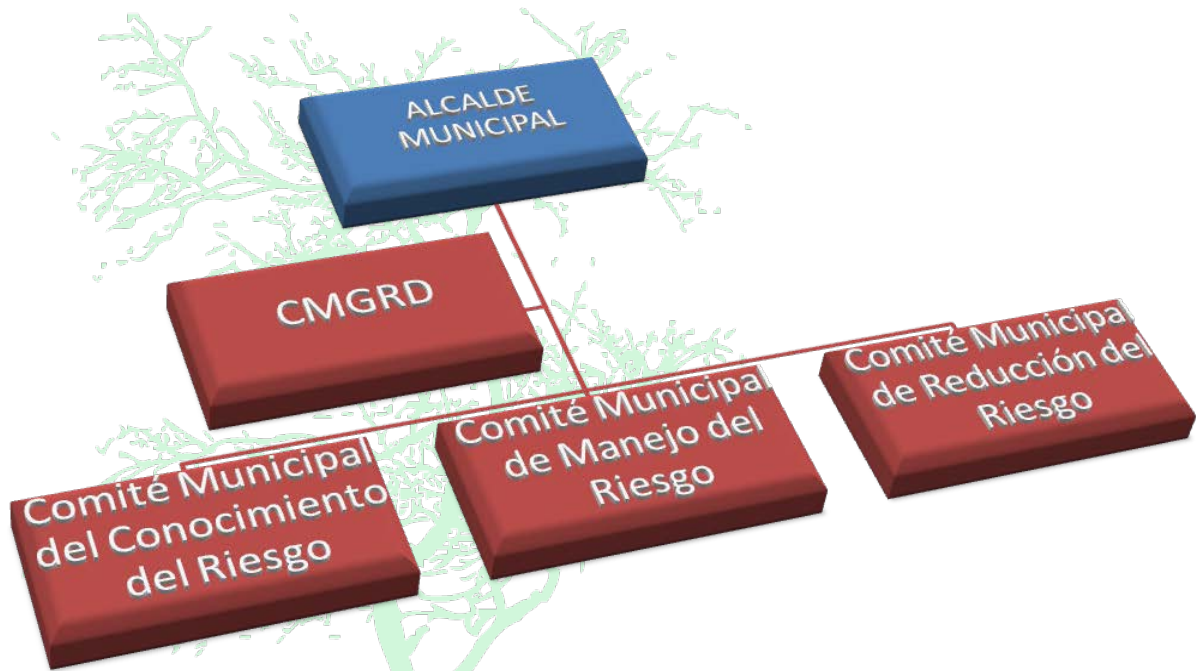 ALCALDE
MUNICIPAL
CMGRD
Comité Municipal
del Conocimiento
del Riesgo
Comité Municipal
de Manejo del
Riesgo
Comité Municipal
de Reducción del
Riesgo